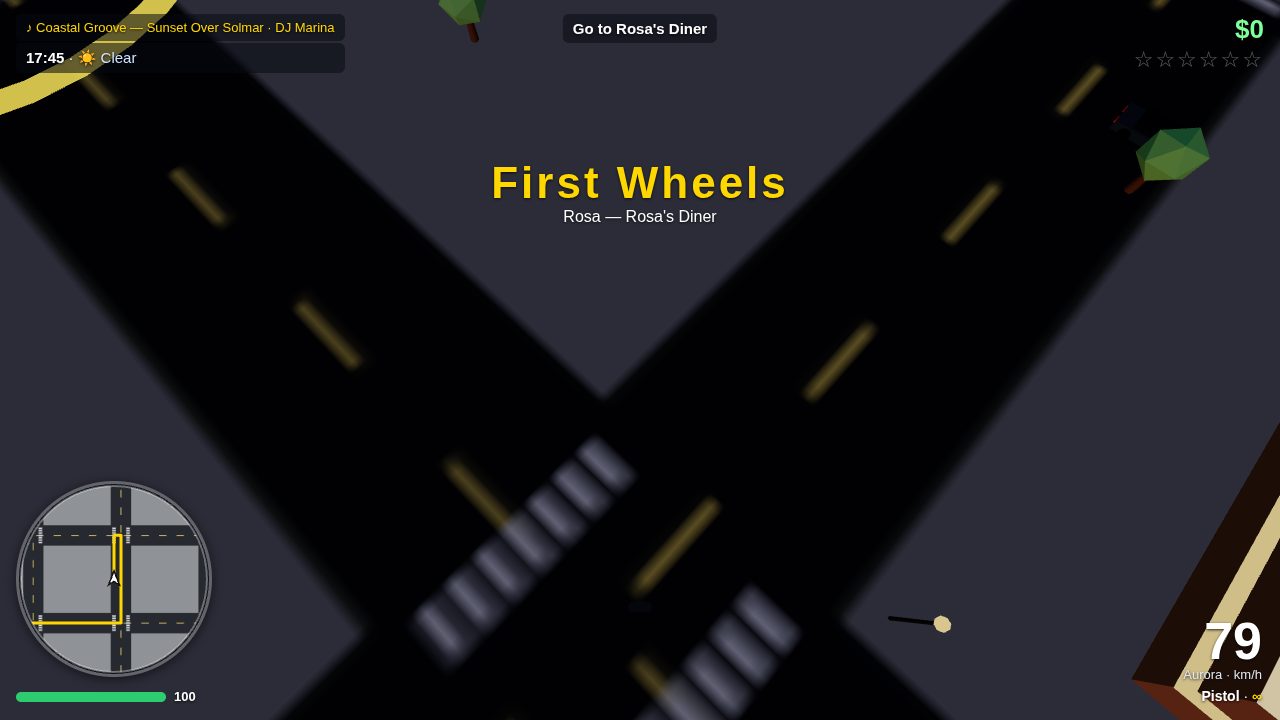 ♪ Coastal Groove — Sunset Over Solmar · DJ Marina
17:45 · ☀️ Clear
Go to Rosa's Diner
$0
☆☆☆☆☆☆
First Wheels
Rosa — Rosa's Diner
100
79
Aurora · km/h
Pistol · ∞